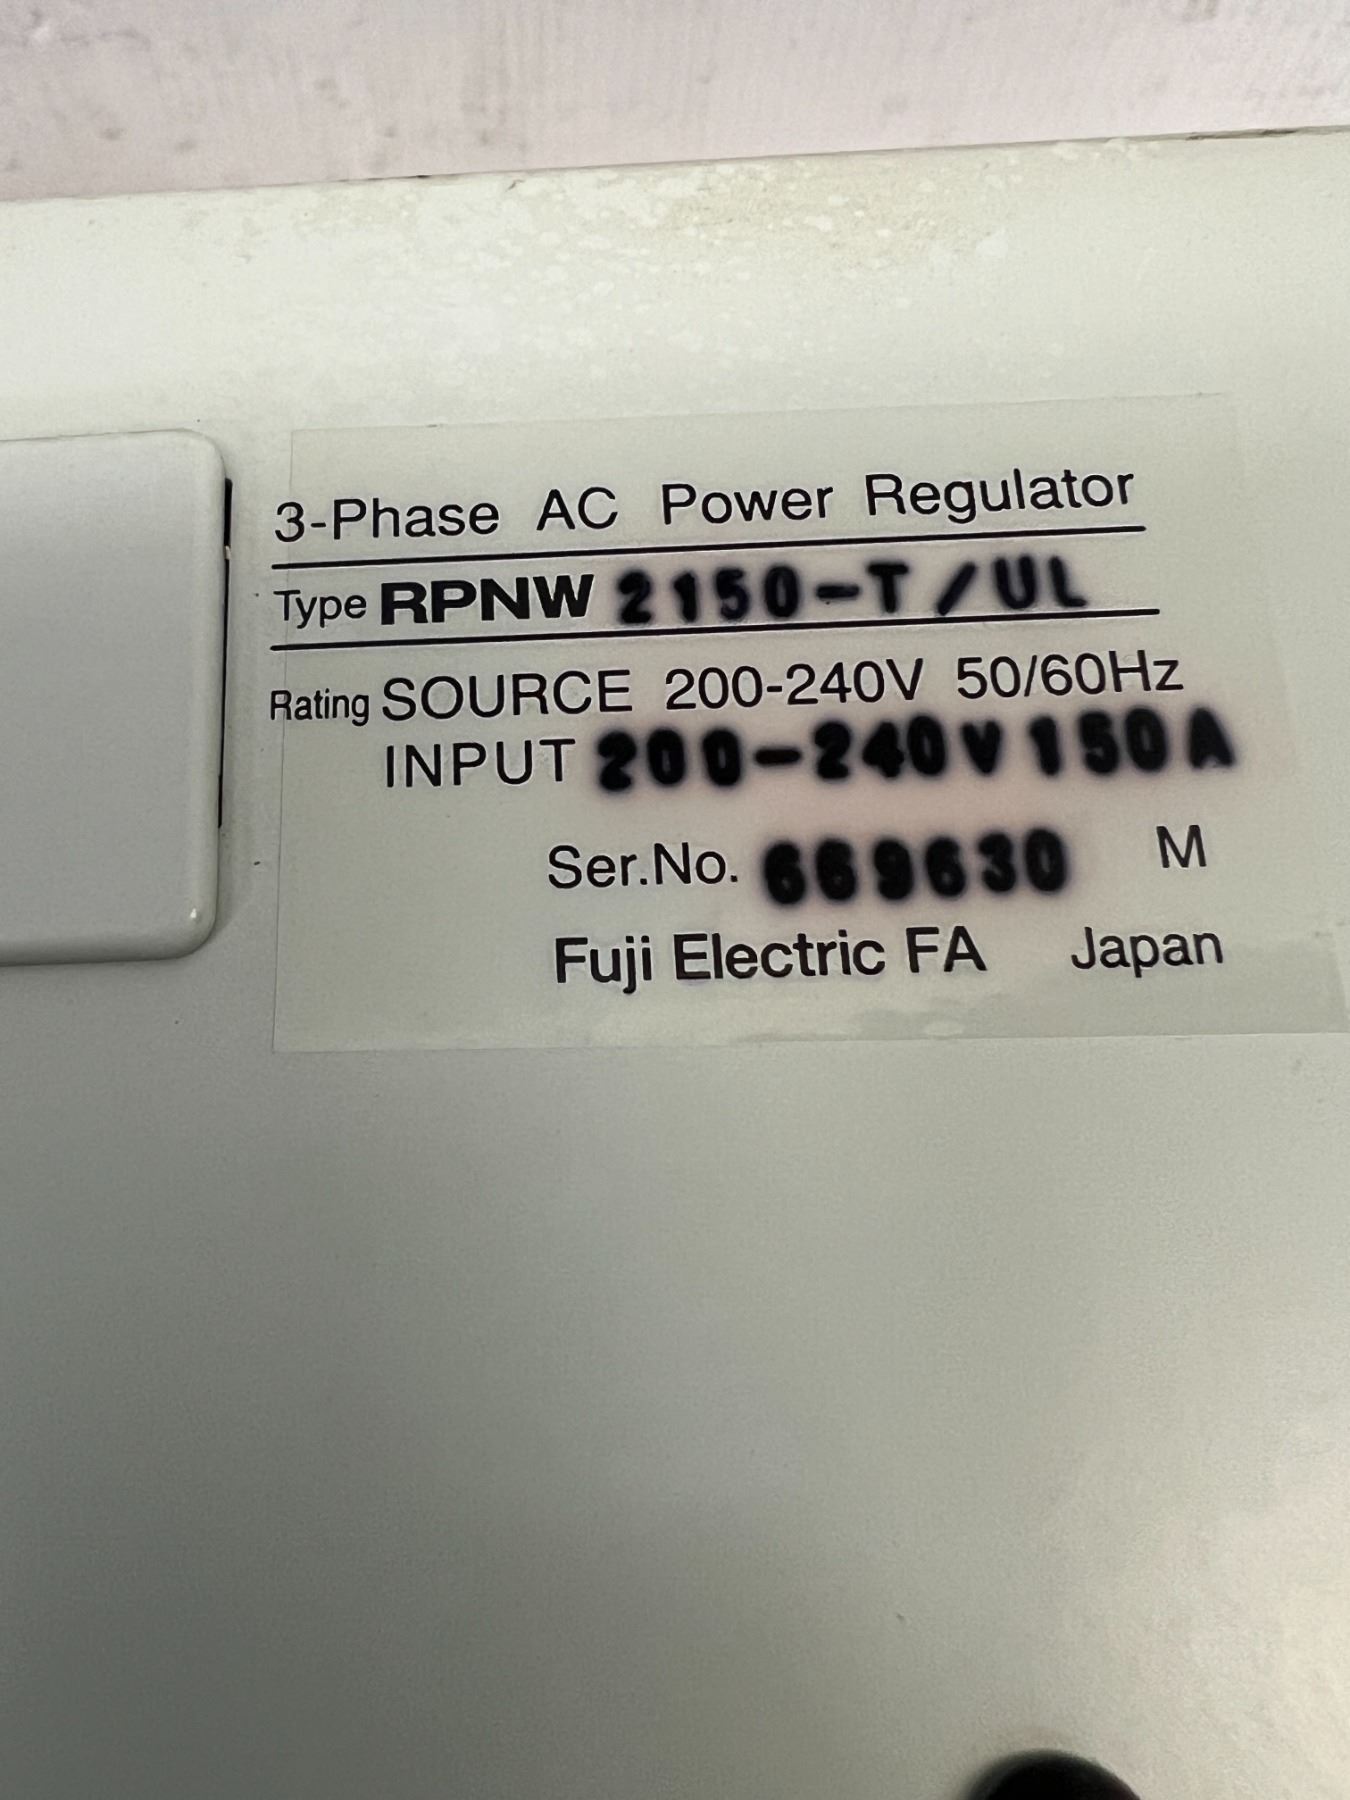 3-Phase AC Power Regulator
Type RPNW 2150-T/UL
Rating SOURCE 200-240V 50/60Hz
INPUT 200-240V 150A
Ser.No. 669630 M
Fuji Electric FA Japan